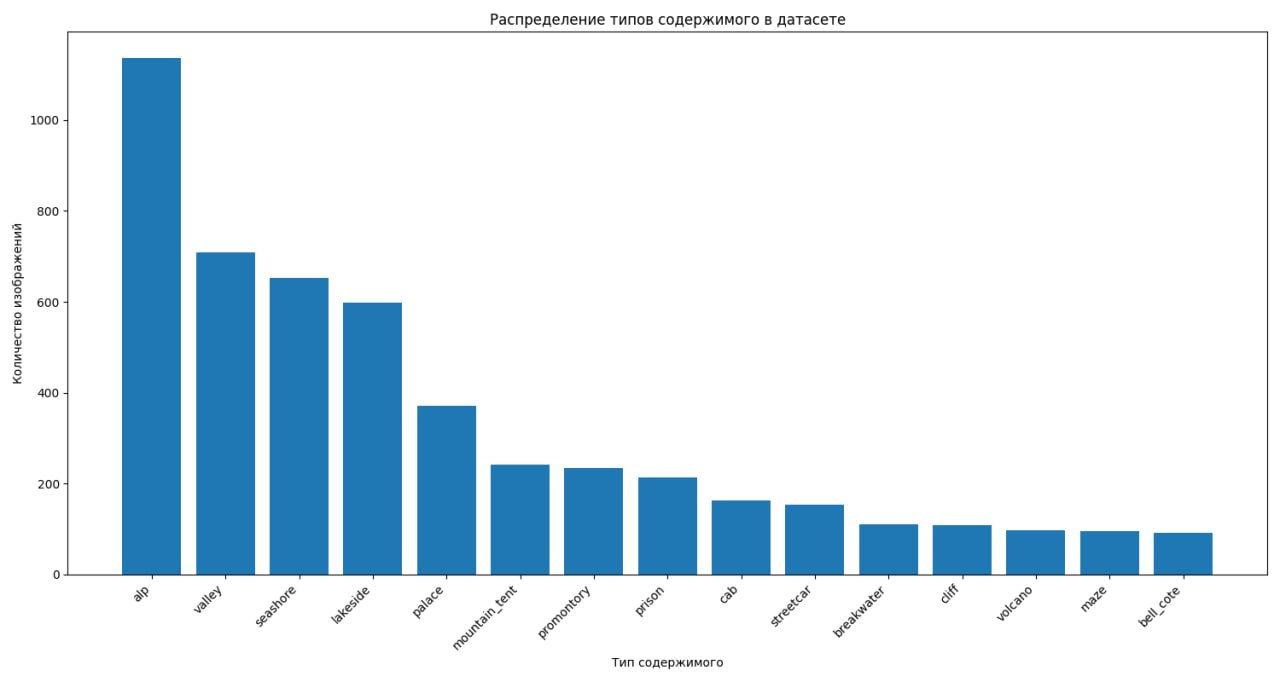 Распределение типов содержимого в датасете
Количество изображений
1000
800
600
400
200
0
alp
valley
seashore
lakeside
palace
mountain_tent
promontory
prison
cab
streetcar
breakwater
cliff
volcano
maze
bell_cote
Тип содержимого